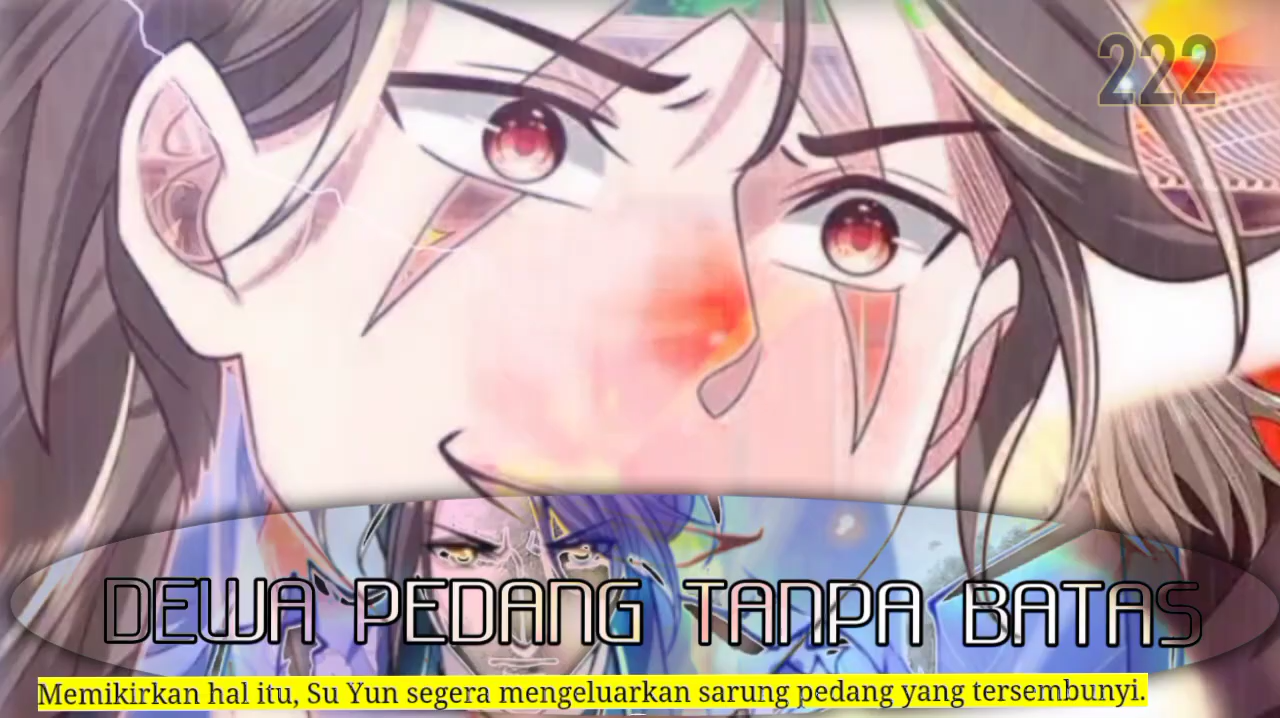 222
DEWA PEDANG TANPA BATAS
Memikirkan hal itu, Su Yun segera mengeluarkan sarung pedang yang tersembunyi.